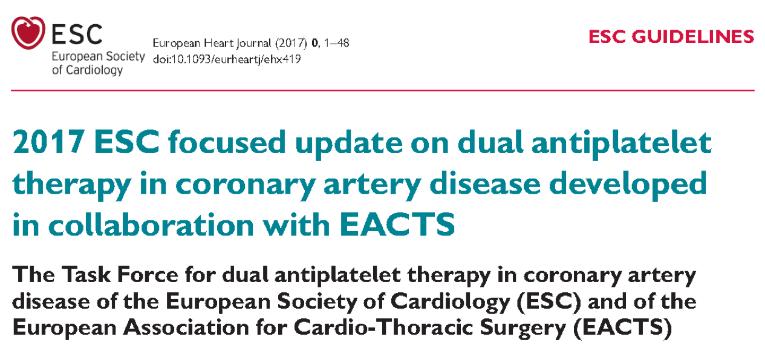 ESC
European Society
of Cardiology
European Heart Journal (2017) 0, 1–48
doi:10.1093/eurheartj/ehx419
ESC GUIDELINES
2017 ESC focused update on dual antiplatelet
therapy in coronary artery disease developed
in collaboration with EACTS
The Task Force for dual antiplatelet therapy in coronary artery
disease of the European Society of Cardiology (ESC) and of the
European Association for Cardio-Thoracic Surgery (EACTS)